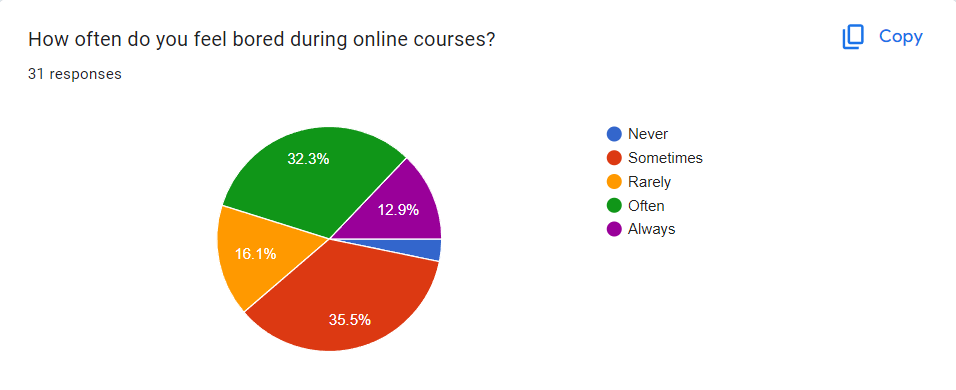 How often do you feel bored during online courses?
Copy
31 responses
32.3%
12.9%
16.1%
35.5%
Never
Sometimes
Rarely
Often
Always